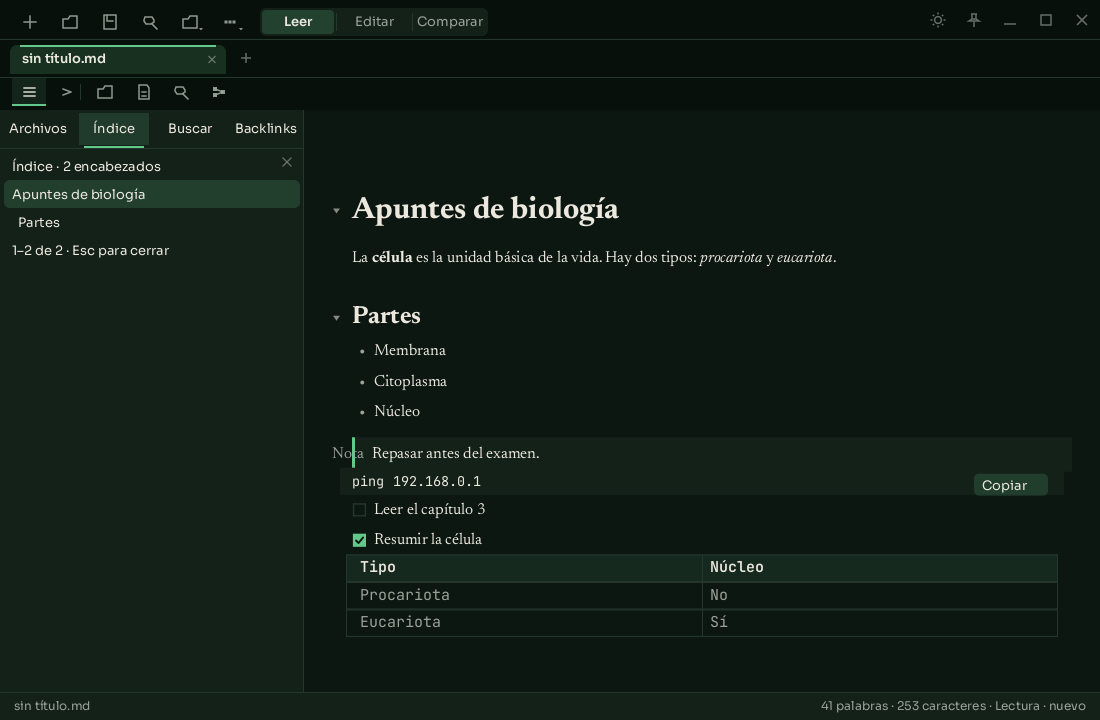 Leer Editar Comparar
sin título.md
Archivos Índice Buscar Backlinks
Índice · 2 encabezados
Apuntes de biología
Partes
1–2 de 2 · Esc para cerrar
Apuntes de biología
La célula es la unidad básica de la vida. Hay dos tipos: procariota y eucariota.
Partes
• Membrana
• Citoplasma
• Núcleo
Nota Repasar antes del examen.
ping 192.168.0.1 Copiar
Leer el capítulo 3
Resumir la célula
Tipo Núcleo
Procariota No
Eucariota Sí
sin título.md 41 palabras · 253 caracteres · Lectura · nuevo